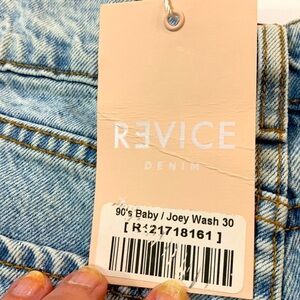 REVICE
DENIM
90's Baby / Joey Wash 30
[ R121718161 ]